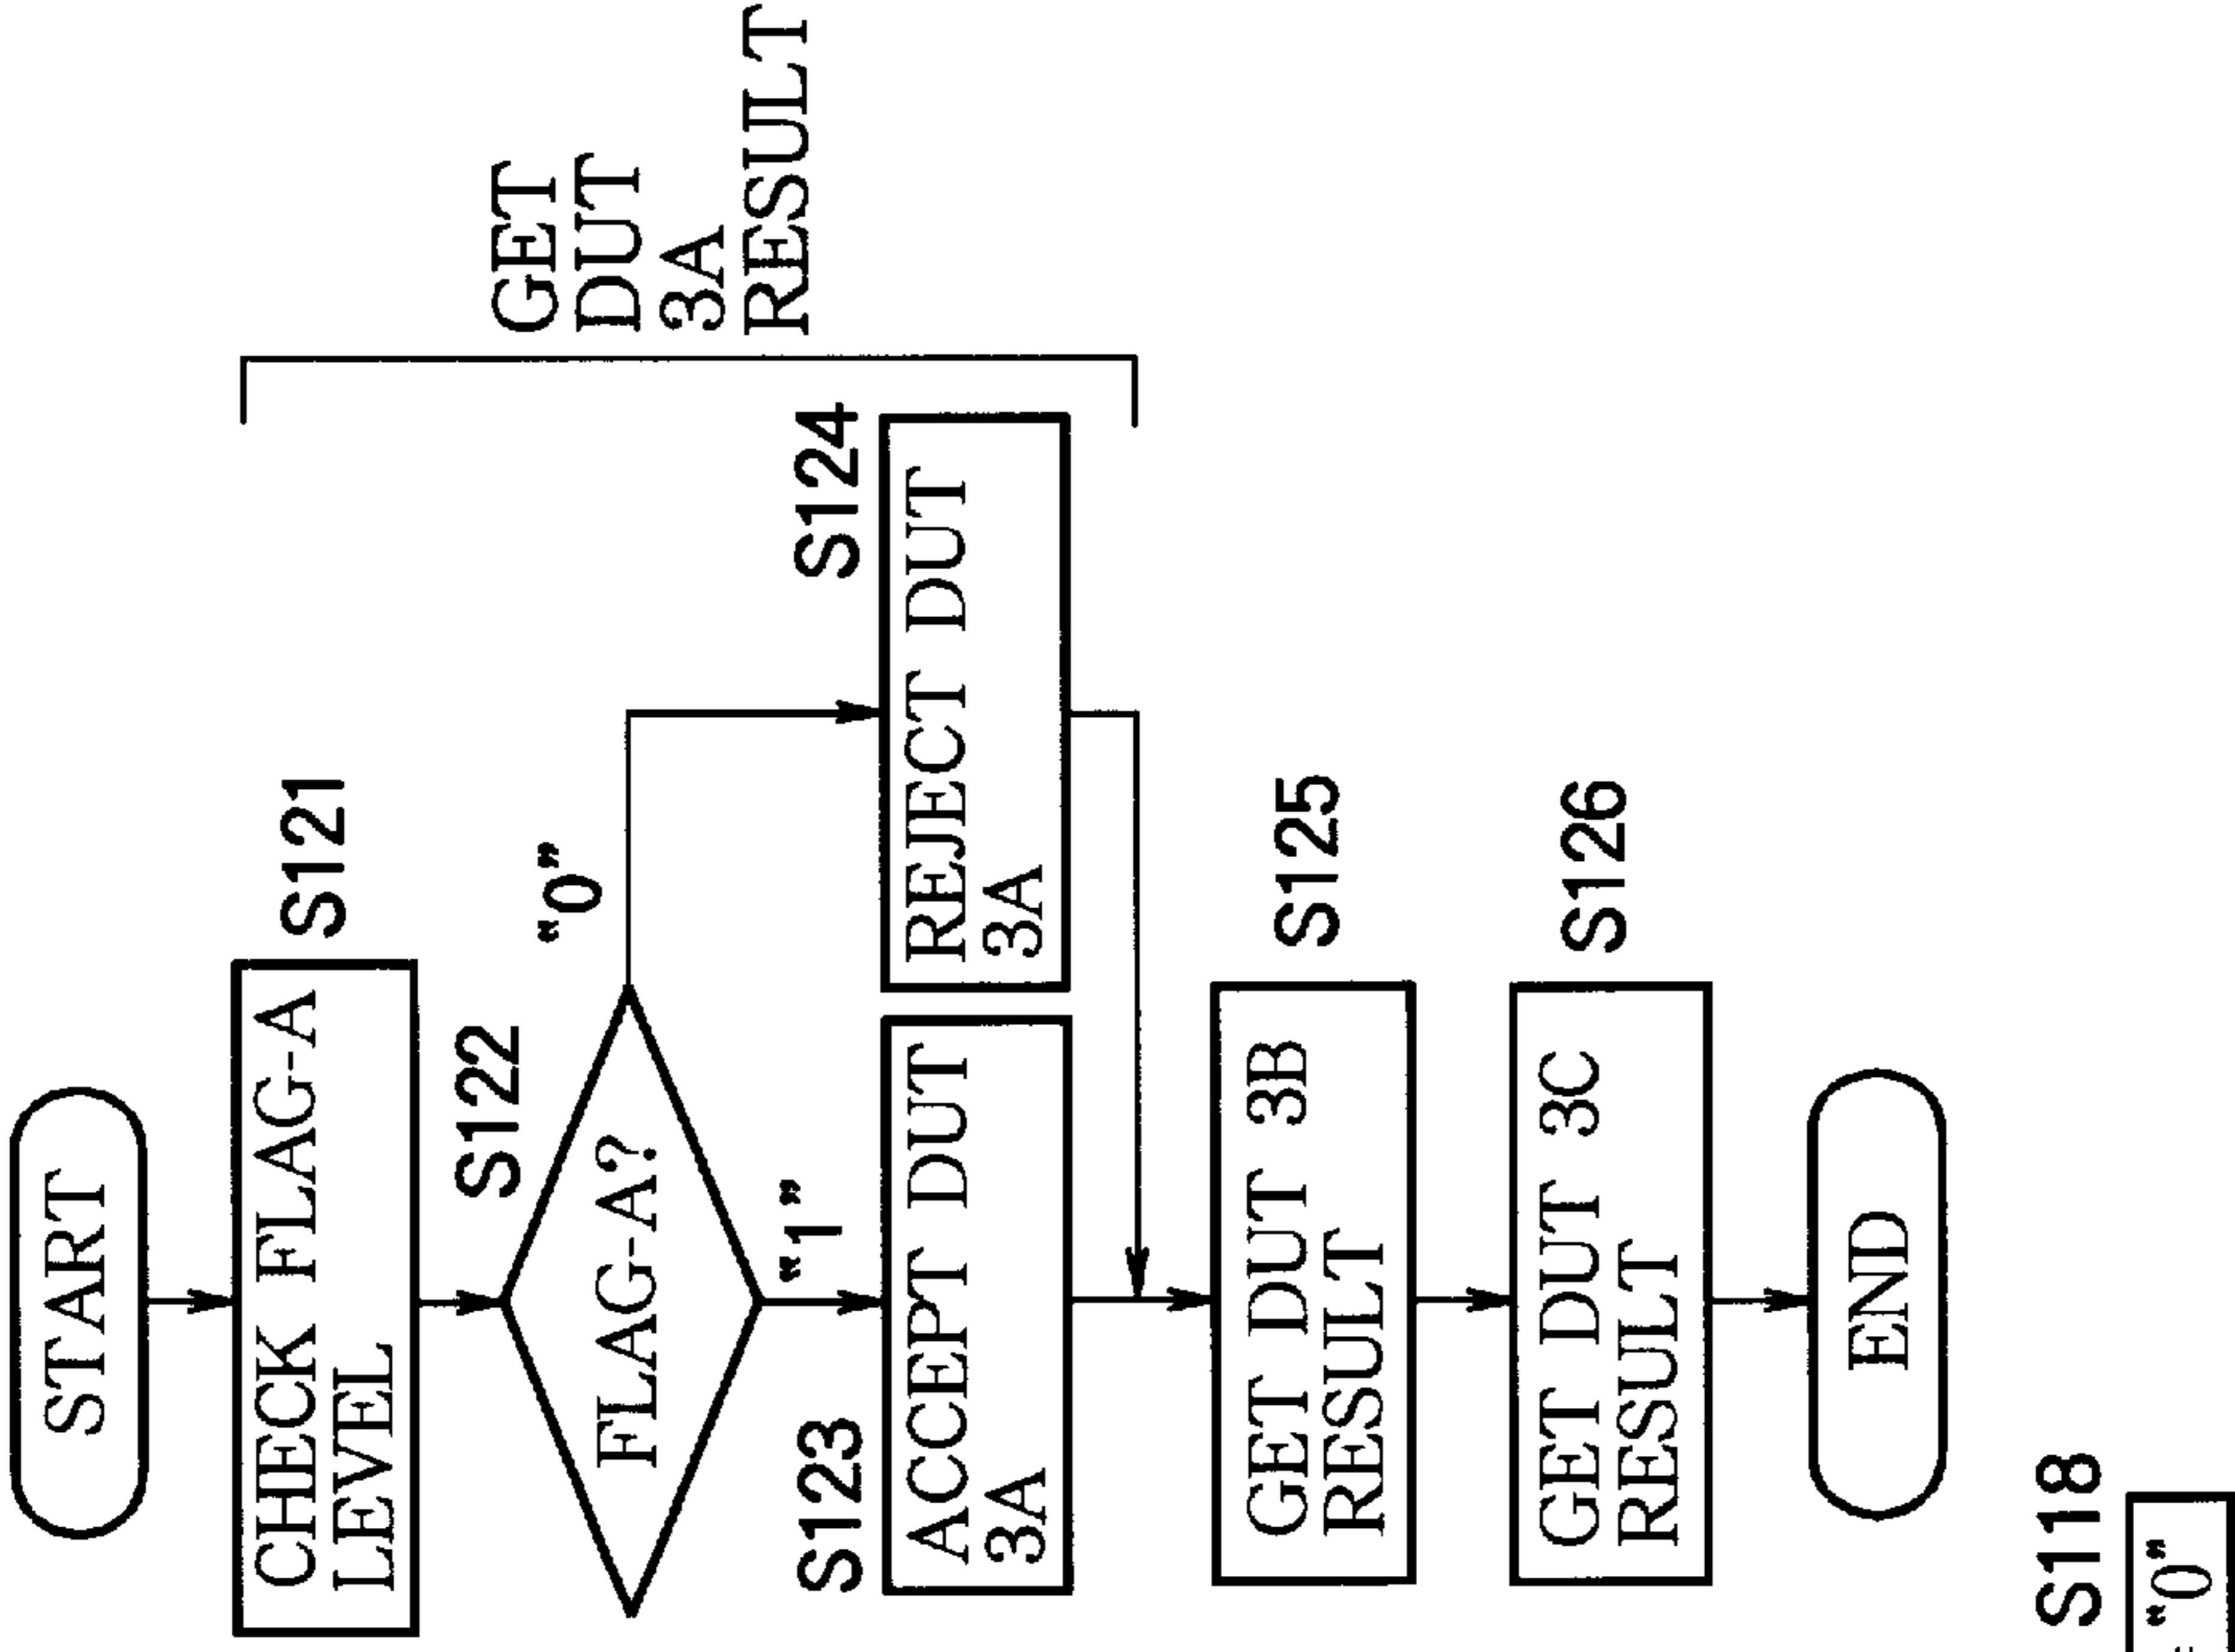 START
CHECK FLAG-A
LEVEL
S121
S122
FLAG-A?
"0"
"1"
S123
ACCEPT DUT
3A
S124
REJECT DUT
3A
GET
DUT
3A
RESULT
GET DUT 3B
RESULT
S125
GET DUT 3C
RESULT
S126
END
S118
"0"